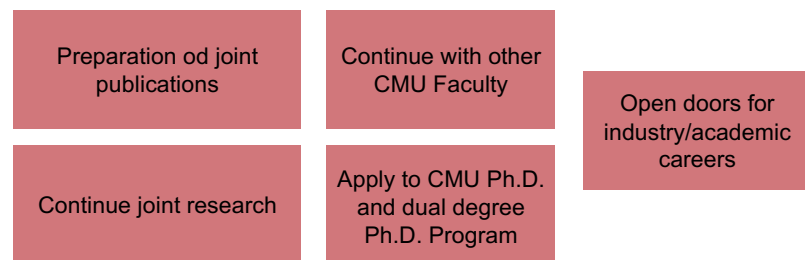 Preparation od joint
publications
Continue with other
CMU Faculty
Open doors for
industry/academic
careers
Continue joint research
Apply to CMU Ph.D.
and dual degree
Ph.D. Program